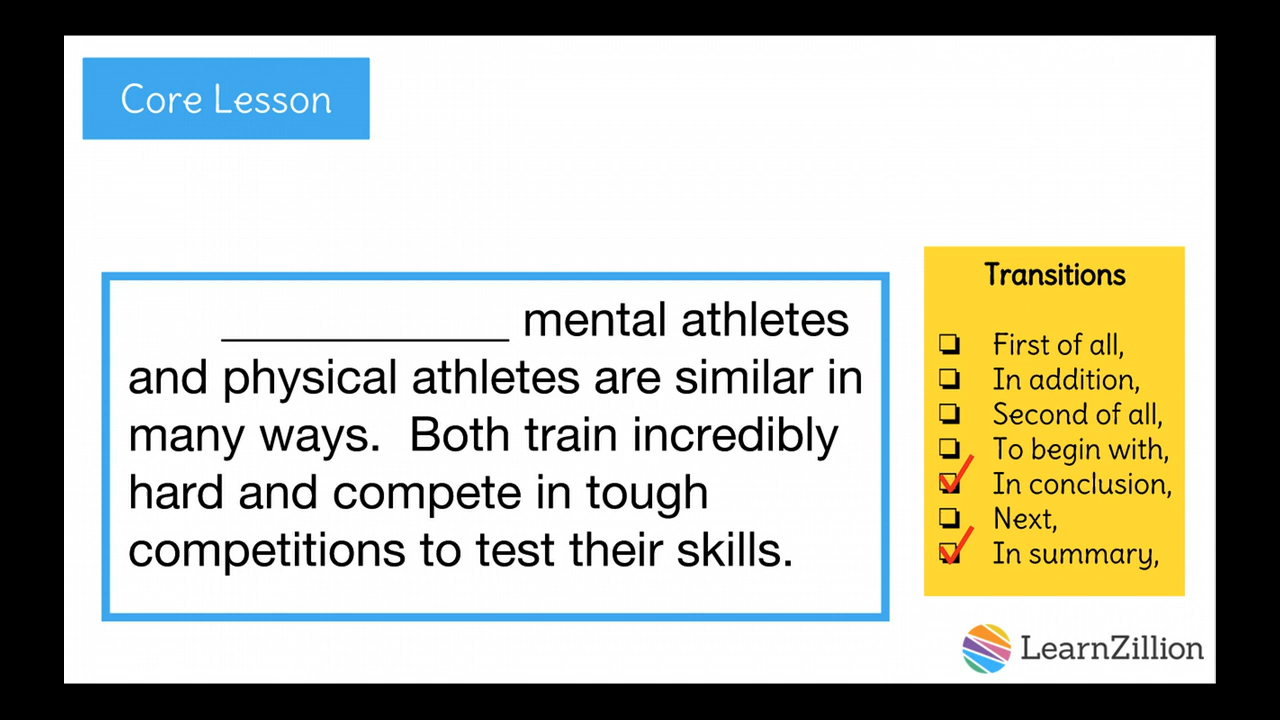 Core Lesson
____________ mental athletes
and physical athletes are similar in
many ways.  Both train incredibly
hard and compete in tough
competitions to test their skills.
Transitions
First of all,
In addition,
Second of all,
To begin with,
In conclusion,
Next,
In summary,
LearnZillion